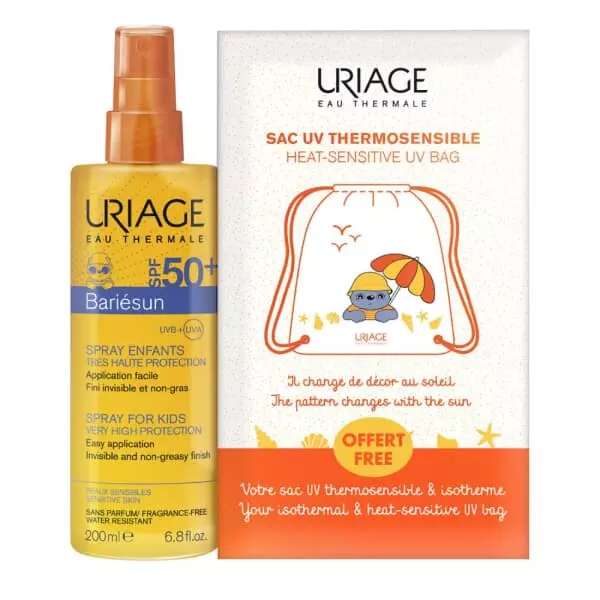 URIAGE
EAU THERMALE
SPF 50+
Bariésun
UVB+UVA
SPRAY ENFANTS
TRÈS HAUTE PROTECTION
Application facile
Fini invisible et non-gras
SPRAY FOR KIDS
VERY HIGH PROTECTION
Easy application
Invisible and non-greasy finish
PEAUX SENSIBLES
SENSITIVE SKIN
SANS PARFUM/ FRAGRANCE-FREE
WATER RESISTANT
200ml e 6.8fl.oz.
URIAGE
EAU THERMALE
SAC UV THERMOSENSIBLE
HEAT-SENSITIVE UV BAG
URIAGE
EAU THERMALE
Il change de décor au soleil
The pattern changes with the sun
OFFERT
FREE
Votre sac UV thermosensible & isotherme
Your isothermal & heat-sensitive UV bag